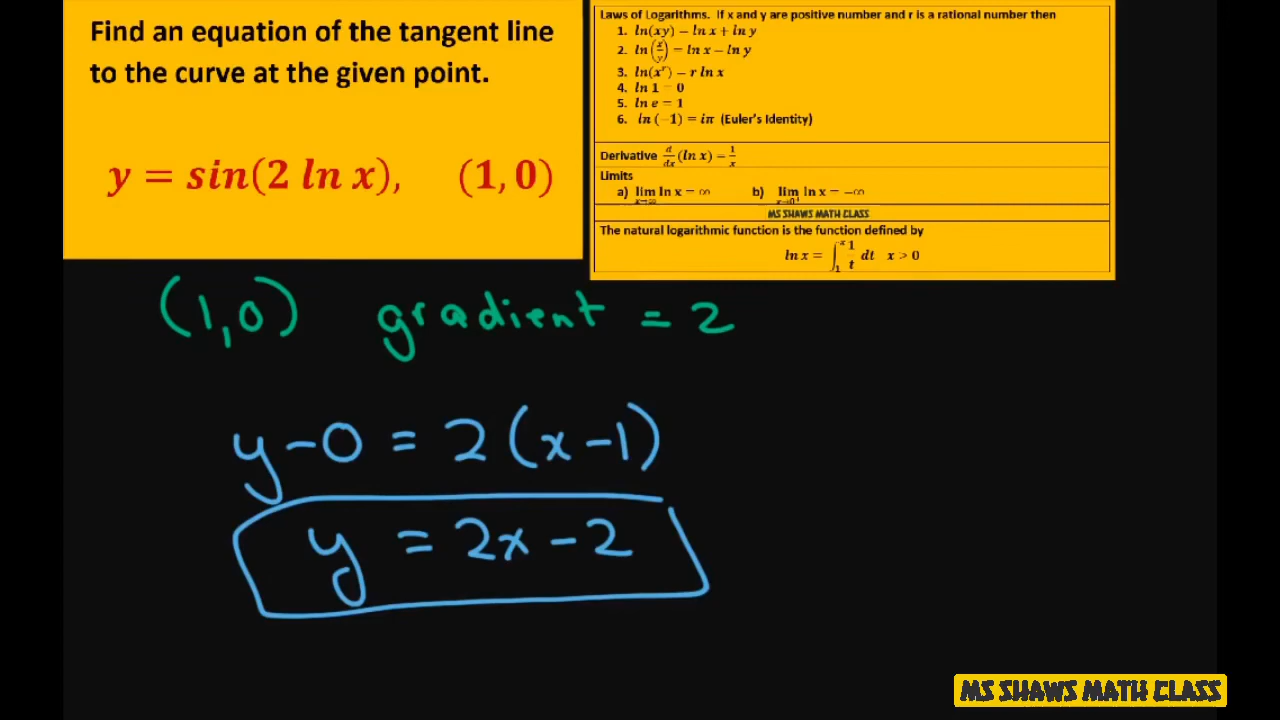 Find an equation of the tangent line
to the curve at the given point.
y = sin(2 ln x), (1, 0)
Laws of Logarithms. If x and y are positive number and r is a rational number then
1. ln(xy) = ln x + ln y
2. ln(x/y) = ln x − ln y
3. ln(x^r) = r ln x
4. ln 1 = 0
5. ln e = 1
6. ln (−1) = iπ (Euler's Identity)
Derivative d/dx (ln x) = 1/x
Limits
a) lim x→∞ ln x = ∞ b) lim x→0⁺ ln x = −∞
MS SHAWS MATH CLASS
The natural logarithmic function is the function defined by
ln x = ∫₁ˣ 1/t dt x > 0
(1,0) gradient = 2
y − 0 = 2(x − 1)
y = 2x − 2
MS SHAWS MATH CLASS